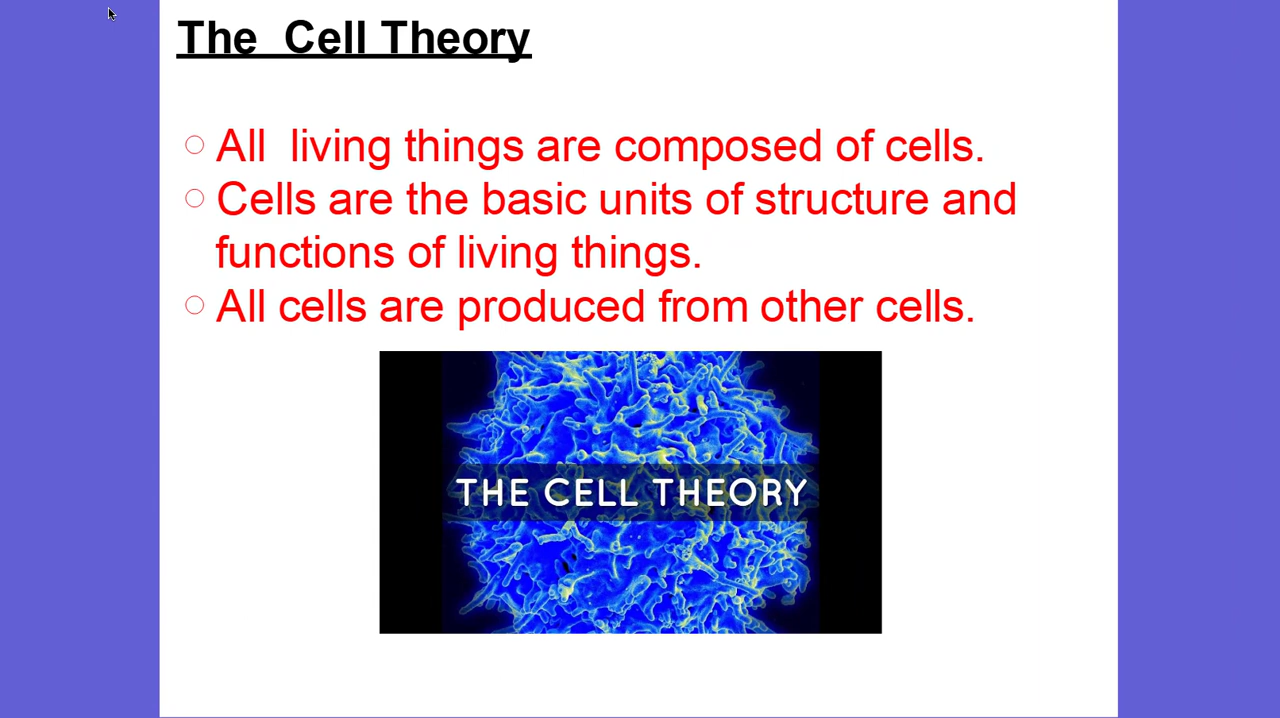 The  Cell Theory
All  living things are composed of cells.
Cells are the basic units of structure and
functions of living things.
All cells are produced from other cells.
THE CELL THEORY